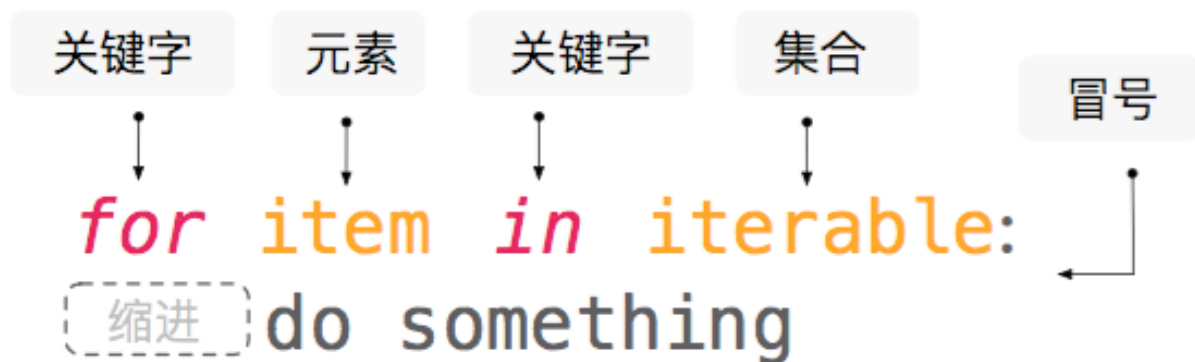 关键字 元素 关键字 集合
冒号
for item in iterable:
缩进 do something